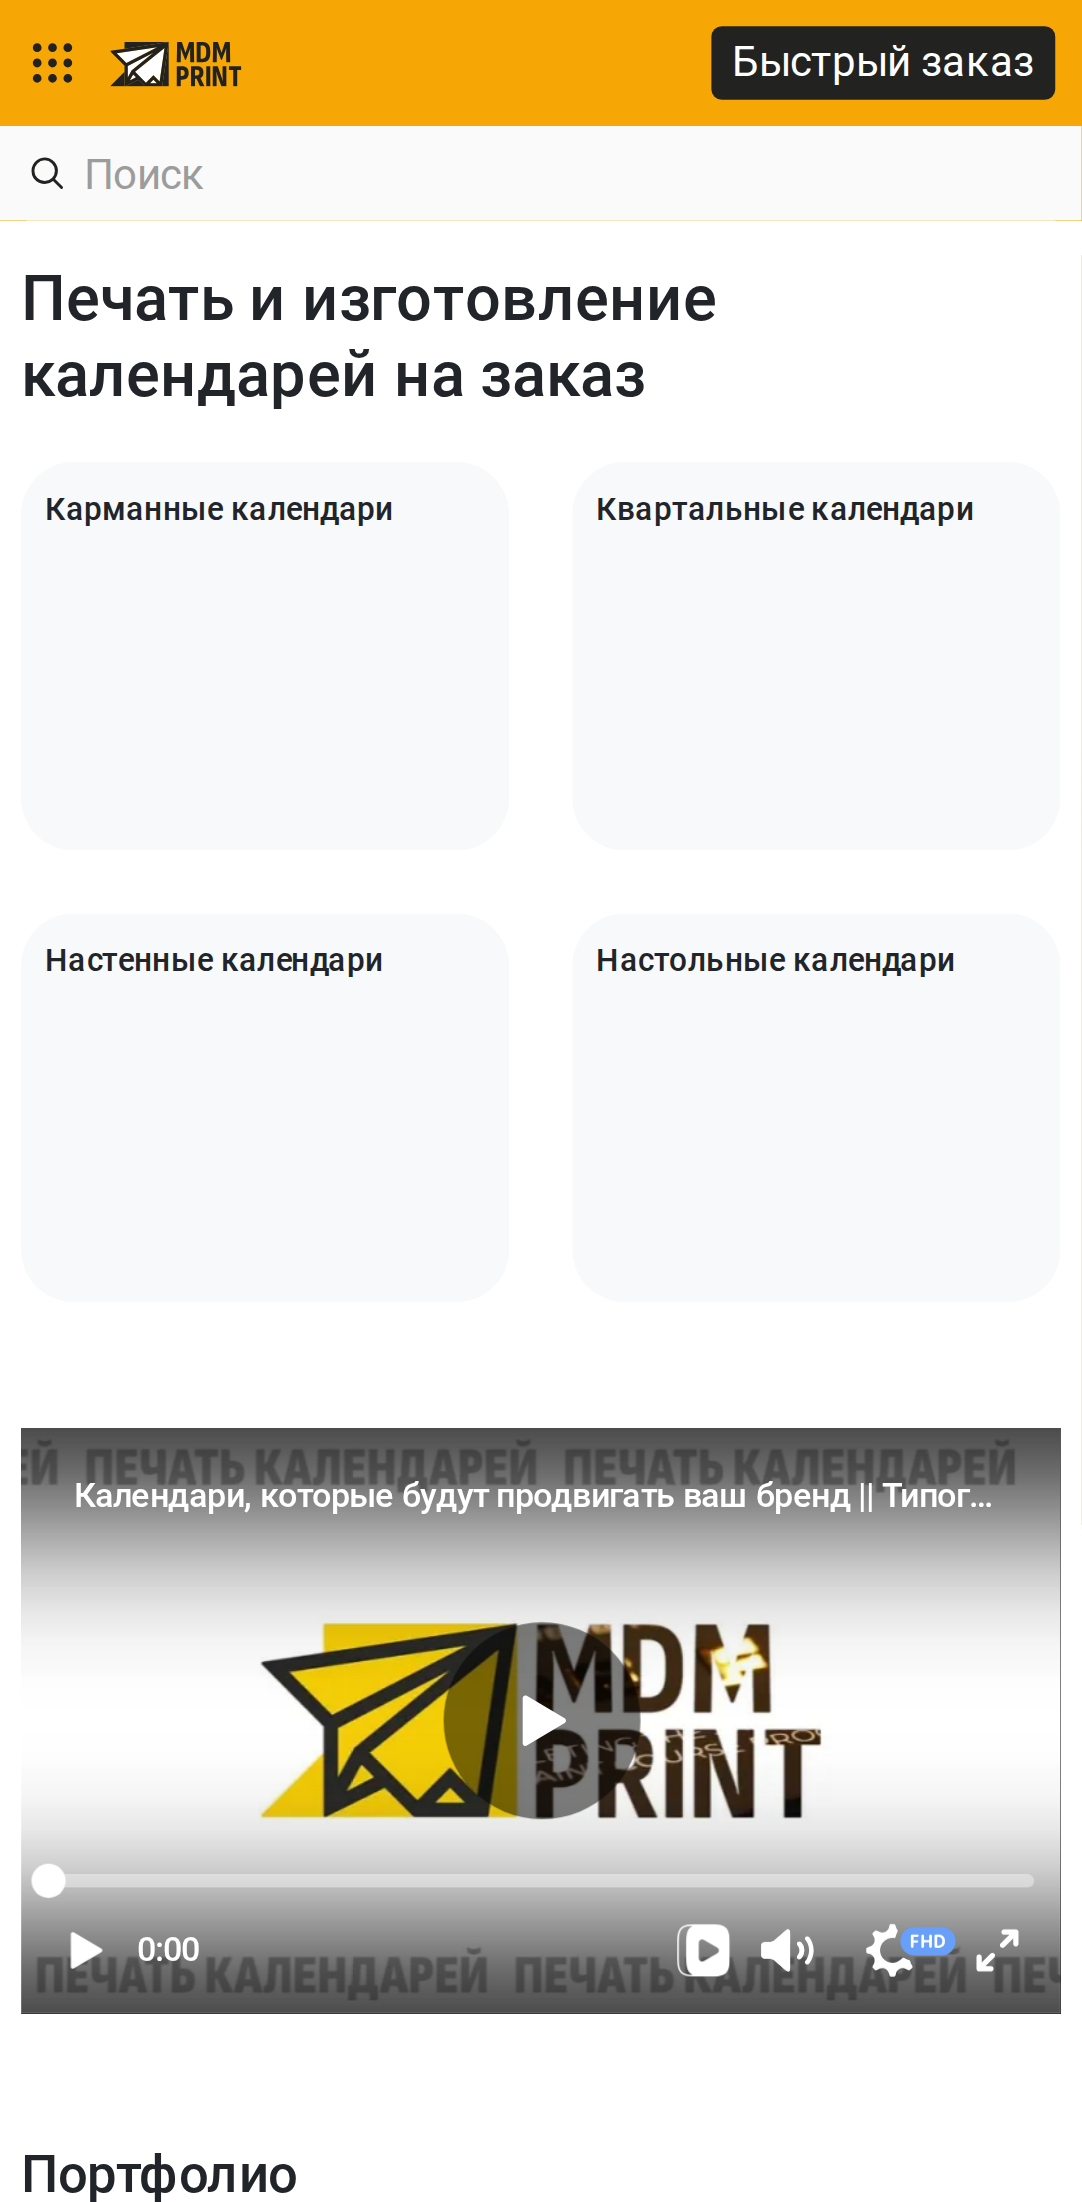 MDM
PRINT
Быстрый заказ
Поиск
Печать и изготовление
календарей на заказ
Карманные календари
Квартальные календари
Настенные календари
Настольные календари
ЕЙ ПЕЧАТЬ КАЛЕНДАРЕЙ ПЕЧАТЬ КАЛЕНДАРЕЙ
Календари, которые будут продвигать ваш бренд || Типог...
MDM
PRINT
0:00
FHD
ПЕЧАТЬ КАЛЕНДАРЕЙ ПЕЧАТЬ КАЛЕНДАРЕЙ ПЕЧ
Портфолио